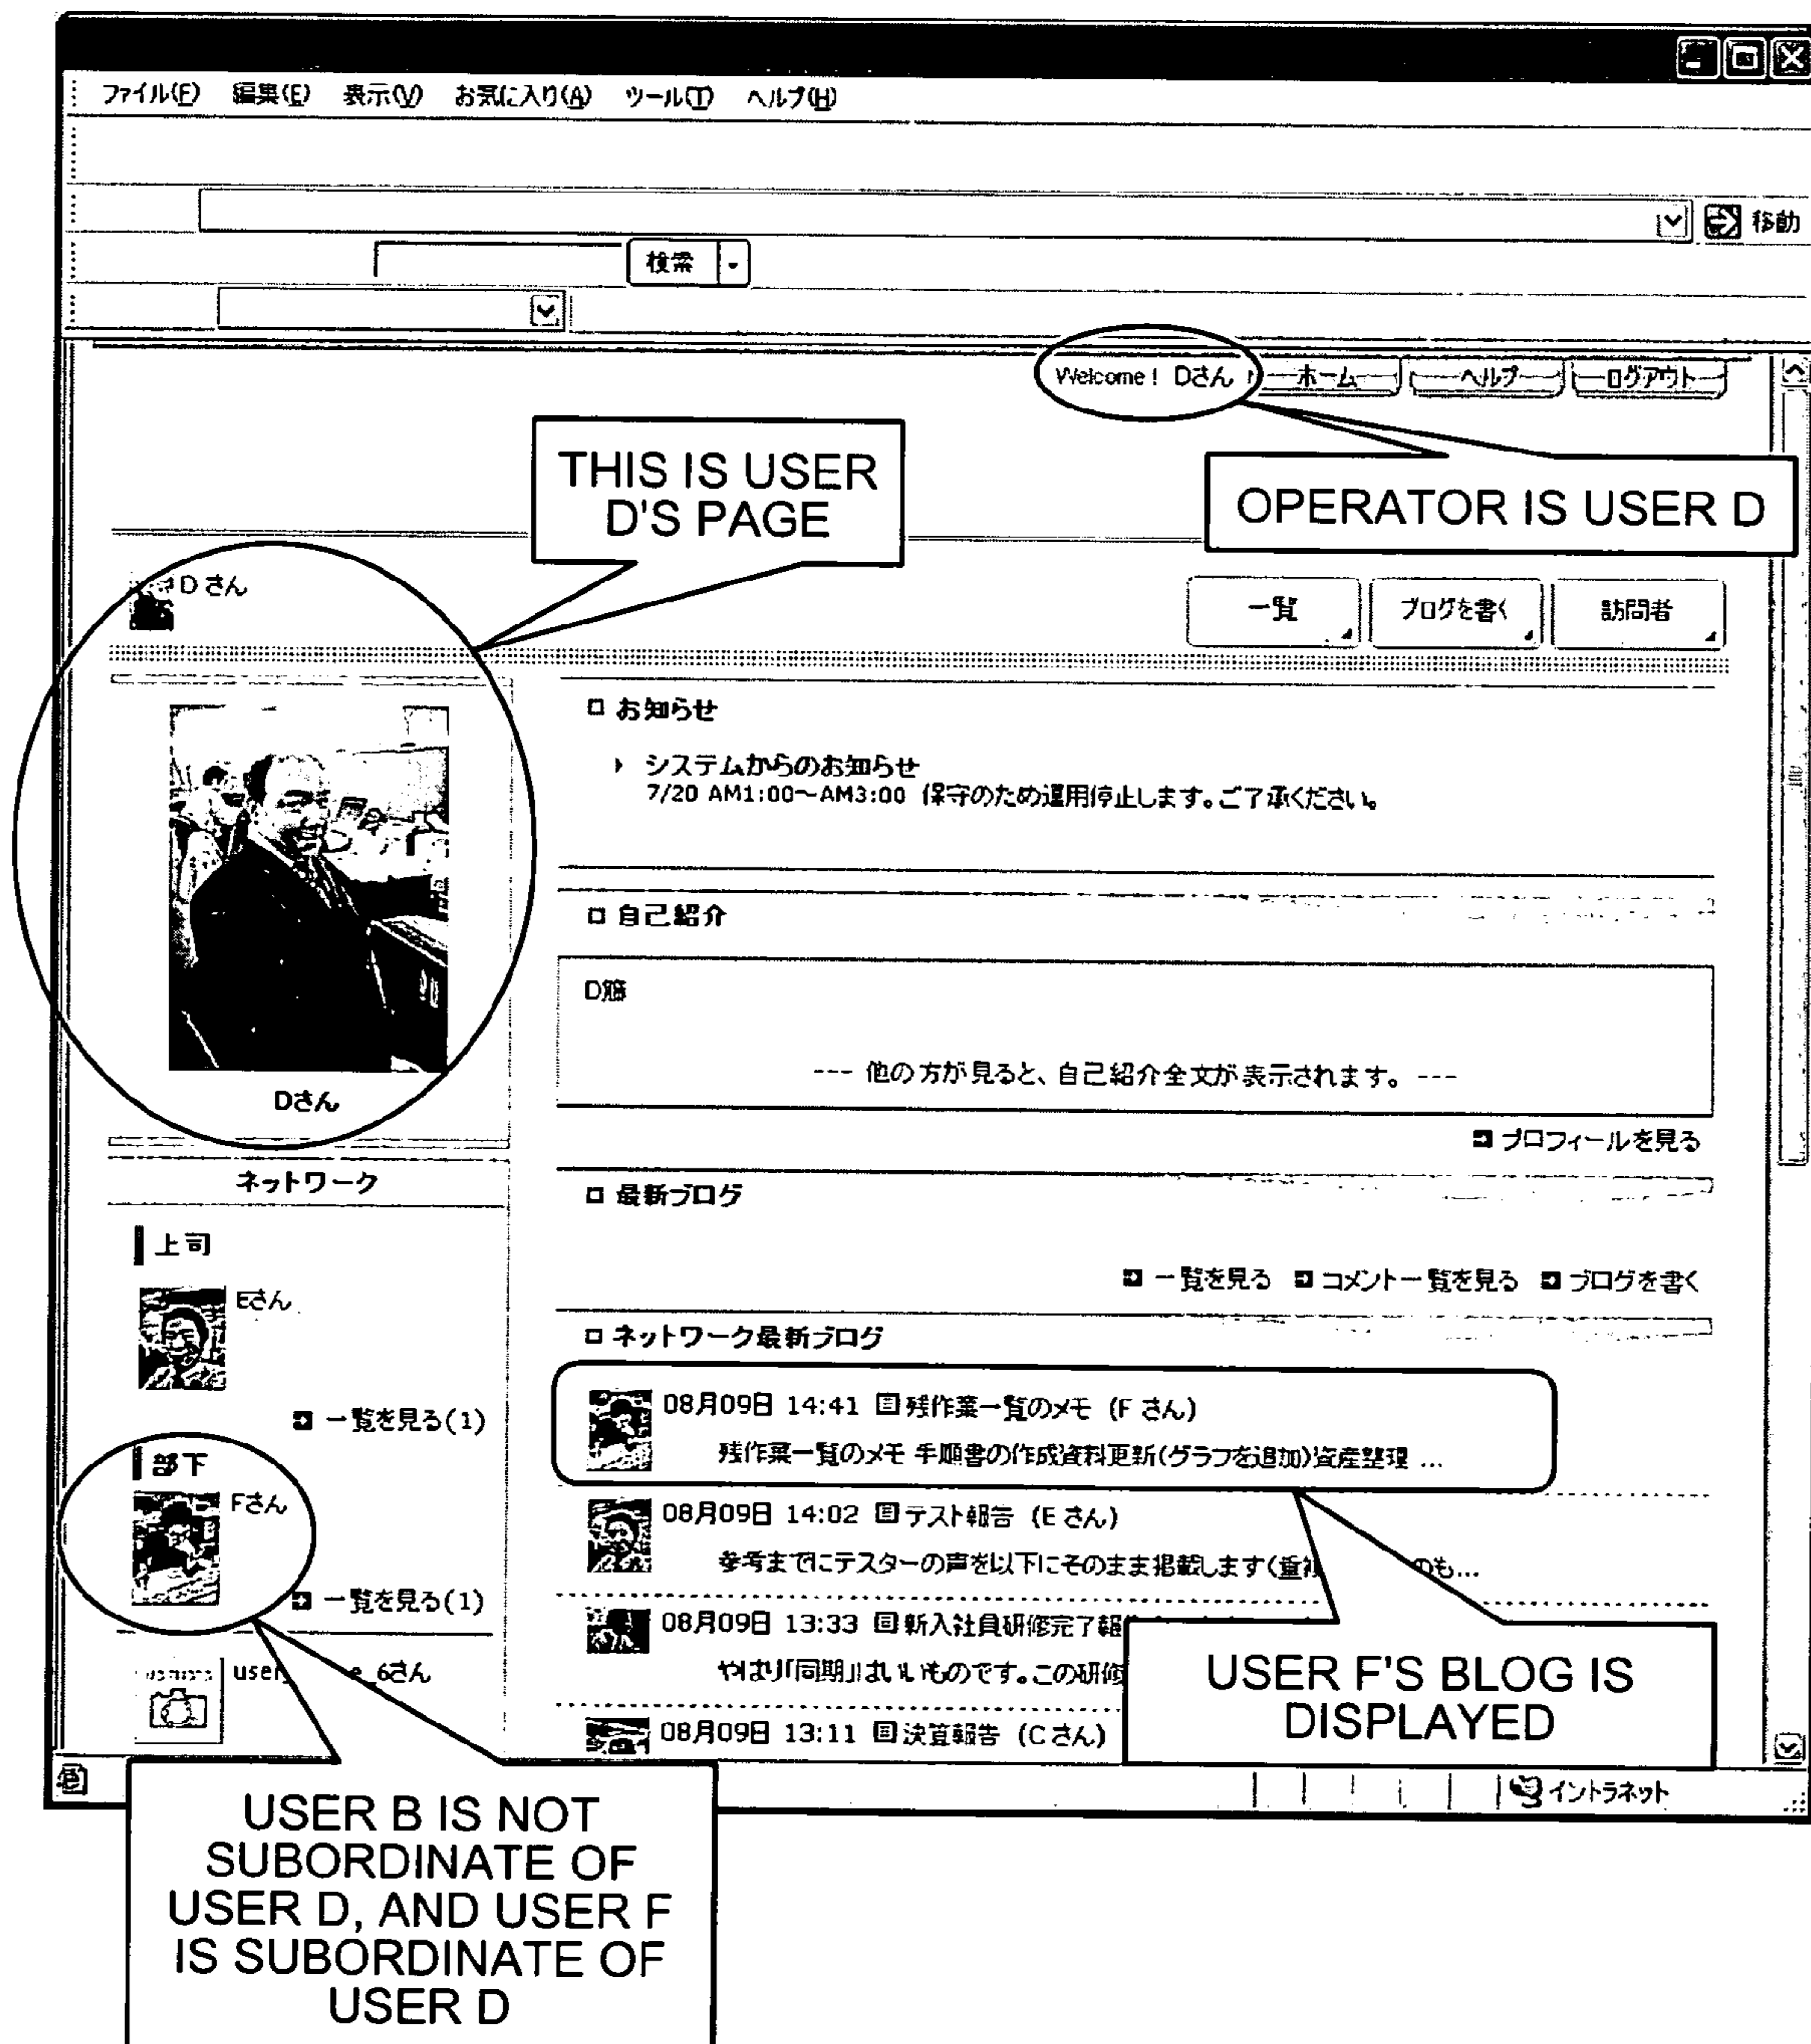 ファイル(F) 編集(E) 表示(V) お気に入り(A) ツール(T) ヘルプ(H)
移動
検索
Welcome! Dさん ホーム ヘルプ ログアウト
THIS IS USER
D'S PAGE
OPERATOR IS USER D
D さん
一覧 ブログを書く 訪問者
お知らせ
システムからのお知らせ
7/20 AM1:00～AM3:00 保守のため運用停止します。ご了承ください。
自己紹介
--- 他の方が見ると、自己紹介全文が表示されます。 ---
Dさん
プロフィールを見る
ネットワーク
最新ブログ
上司
Eさん
一覧を見る コメント一覧を見る ブログを書く
ネットワーク最新ブログ
08月09日 14:41 残作業一覧のメモ (F さん)
一覧を見る(1)
残作業一覧のメモ 手順書の作成資料更新(グラフを追加)資産整理 ...
部下
Fさん
08月09日 14:02 テスト報告 (E さん)
参考までにテスターの声を以下にそのまま掲載します(重 のも...
一覧を見る(1)
08月09日 13:33 新入社員研修完了報
やはり「同期」はいいものです。この研修
user e_6さん
08月09日 13:11 決算報告 (C さん)
USER F'S BLOG IS
DISPLAYED
イントラネット
USER B IS NOT
SUBORDINATE OF
USER D, AND USER F
IS SUBORDINATE OF
USER D